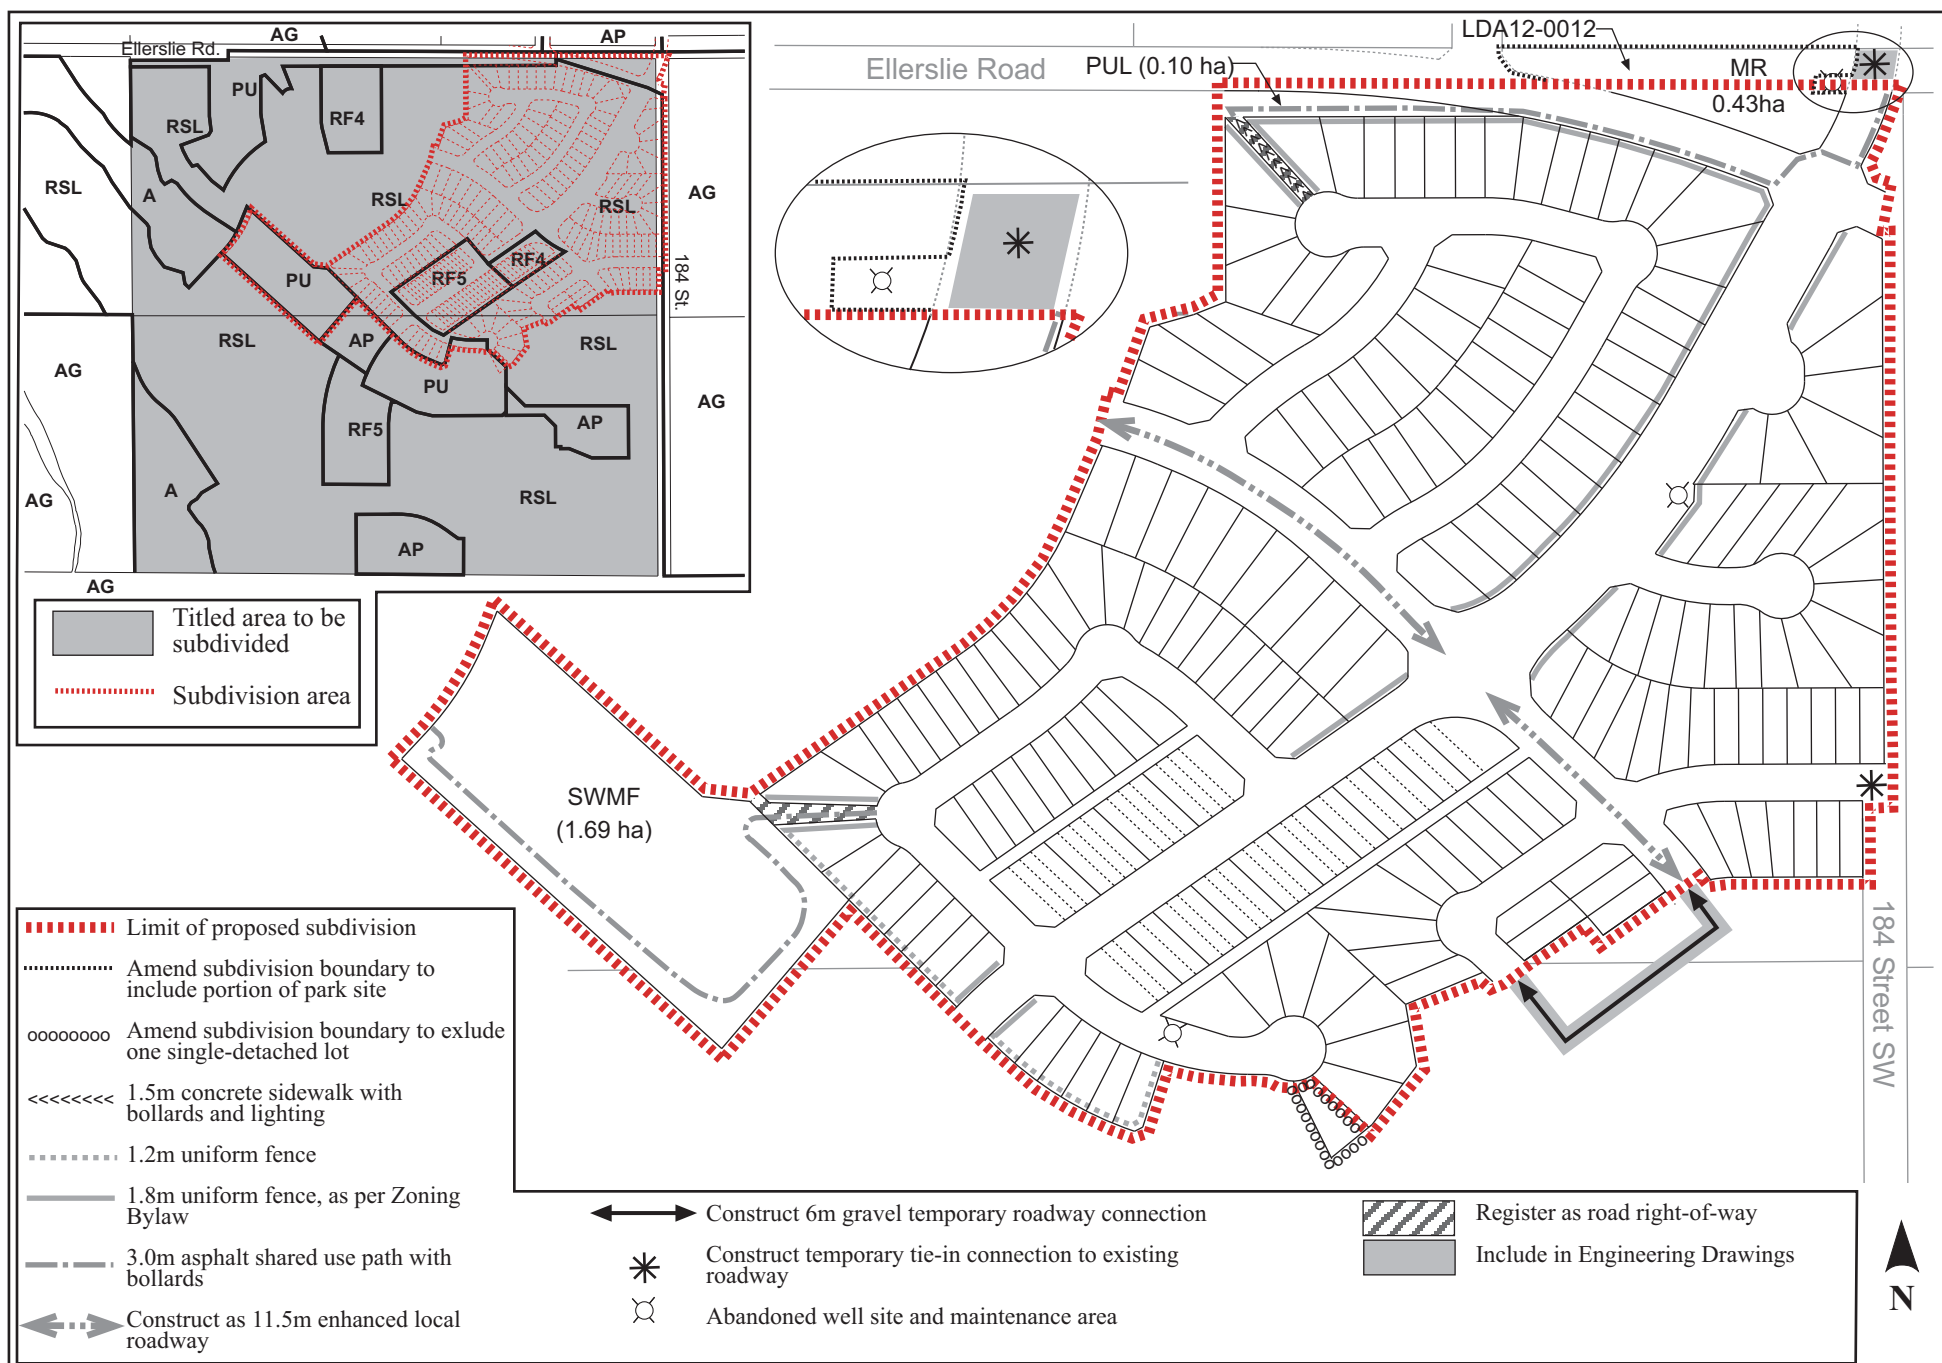 AG
AP
Ellerslie Rd.
PU
RSL
RF4
RSL
A
RSL
RSL
AG
RF4
RF5
PU
184 St.
RSL
AP
RSL
AG
PU
AG
RF5
AP
A
RSL
AG
AP
AG
Titled area to be
subdivided
Subdivision area
LDA12-0012
Ellerslie Road
PUL (0.10 ha)
MR
0.43ha
SWMF
(1.69 ha)
184 Street SW
Limit of proposed subdivision
Amend subdivision boundary to
include portion of park site
Amend subdivision boundary to exlude
one single-detached lot
1.5m concrete sidewalk with
bollards and lighting
1.2m uniform fence
1.8m uniform fence, as per Zoning
Bylaw
3.0m asphalt shared use path with
bollards
Construct as 11.5m enhanced local
roadway
Construct 6m gravel temporary roadway connection
Construct temporary tie-in connection to existing
roadway
Abandoned well site and maintenance area
Register as road right-of-way
Include in Engineering Drawings
N